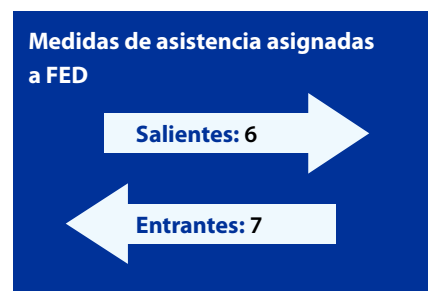 Medidas de asistencia asignadas
a FED
Salientes: 6
Entrantes: 7